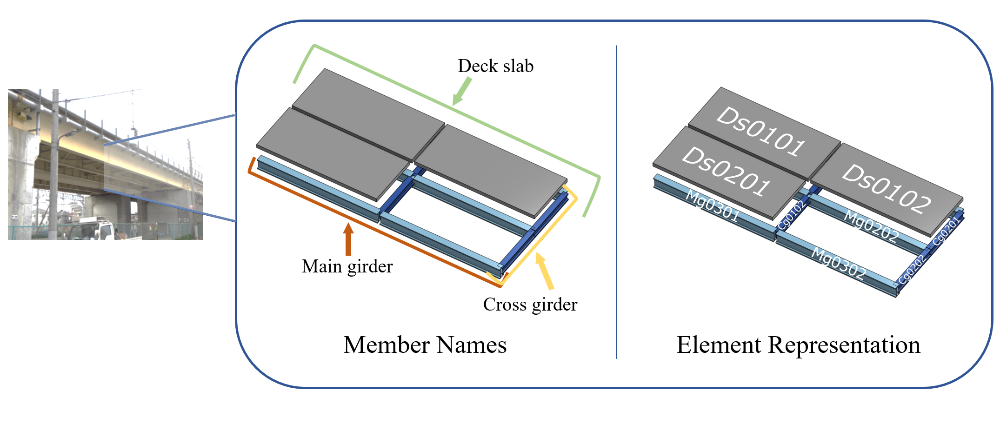 Deck slab
Main girder
Cross girder
Member Names
Ds0101
Ds0201
Ds0102
Mg0301
Cg0102
Mg0202
Cg0201
Mg0302
Cg0202
Element Representation
P-24